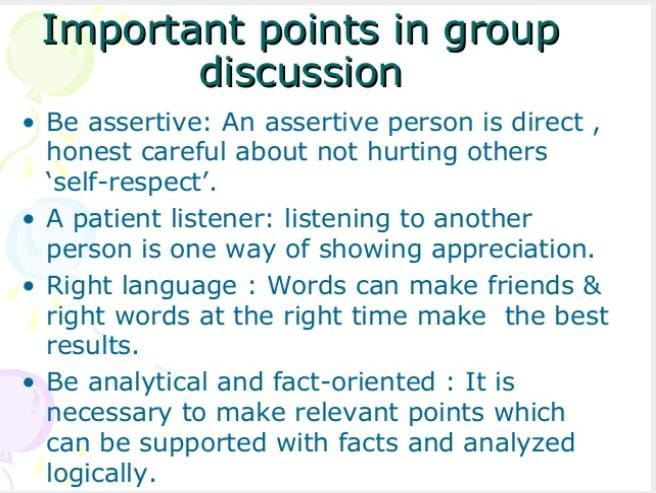 Important points in group
discussion
• Be assertive: An assertive person is direct ,
honest careful about not hurting others
‘self-respect’.
• A patient listener: listening to another
person is one way of showing appreciation.
• Right language : Words can make friends &
right words at the right time make  the best
results.
• Be analytical and fact-oriented : It is
necessary to make relevant points which
can be supported with facts and analyzed
logically.